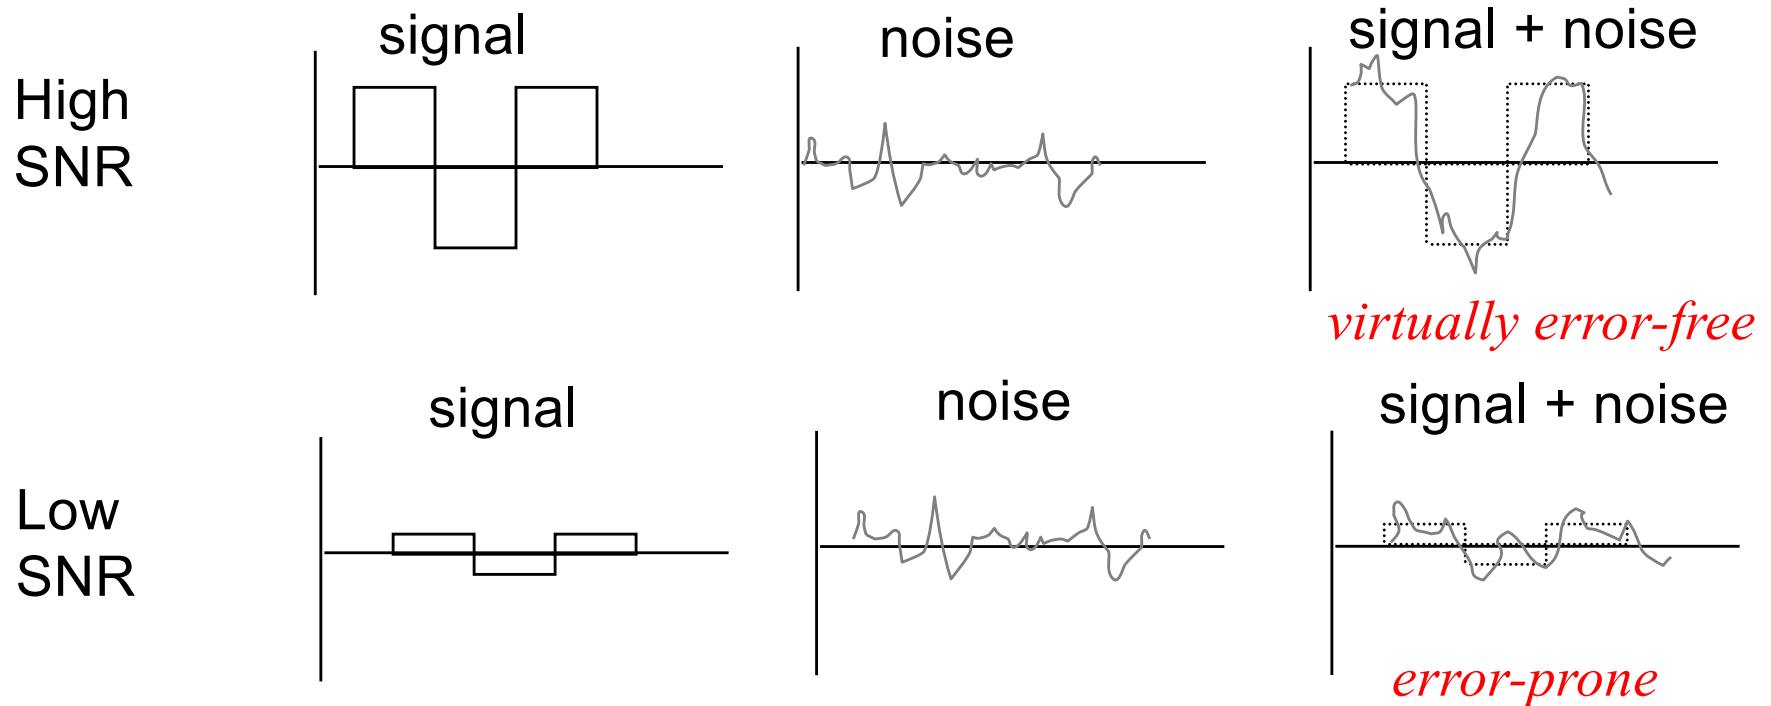 signal
noise
signal + noise
High
SNR
virtually error-free
signal
noise
signal + noise
Low
SNR
error-prone